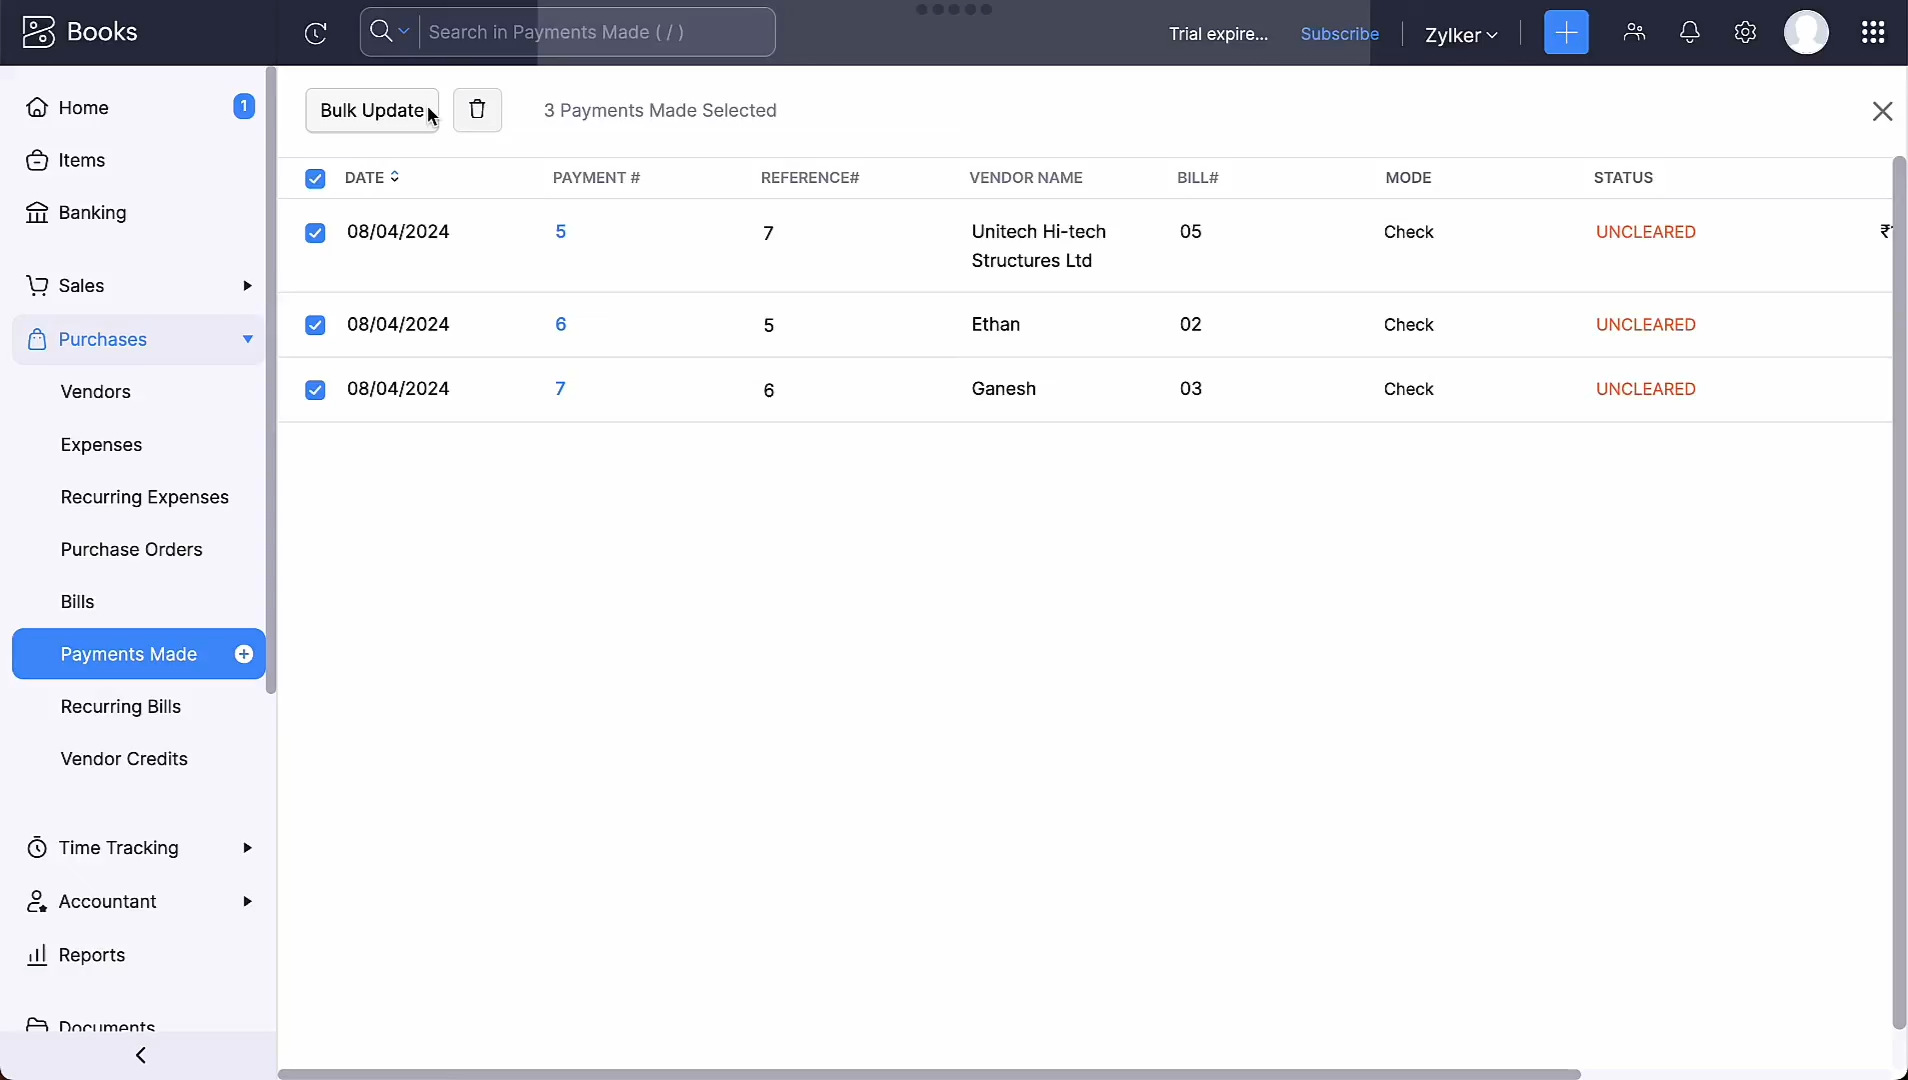 Books
Search in Payments Made ( / )
Trial expire...
Subscribe
Zylker
Home
1
Items
Banking
Sales
Purchases
Vendors
Expenses
Recurring Expenses
Purchase Orders
Bills
Payments Made
Recurring Bills
Vendor Credits
Time Tracking
Accountant
Reports
Documents
Bulk Update
3 Payments Made Selected
DATE PAYMENT # REFERENCE# VENDOR NAME BILL# MODE STATUS
08/04/2024 5 7 Unitech Hi-tech 05 Check UNCLEARED ₹
Structures Ltd
08/04/2024 6 5 Ethan 02 Check UNCLEARED
08/04/2024 7 6 Ganesh 03 Check UNCLEARED